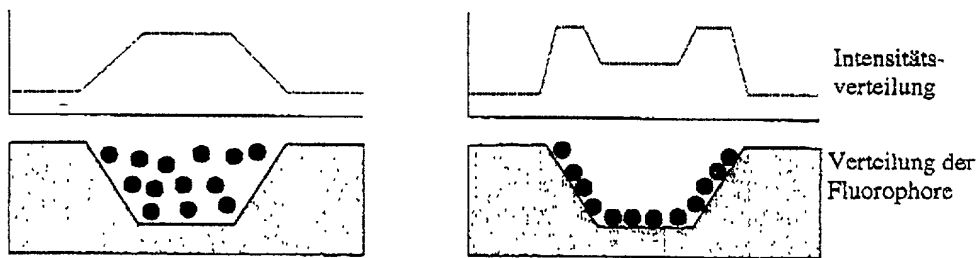 Intensitäts-
verteilung
Verteilung der
Fluorophore